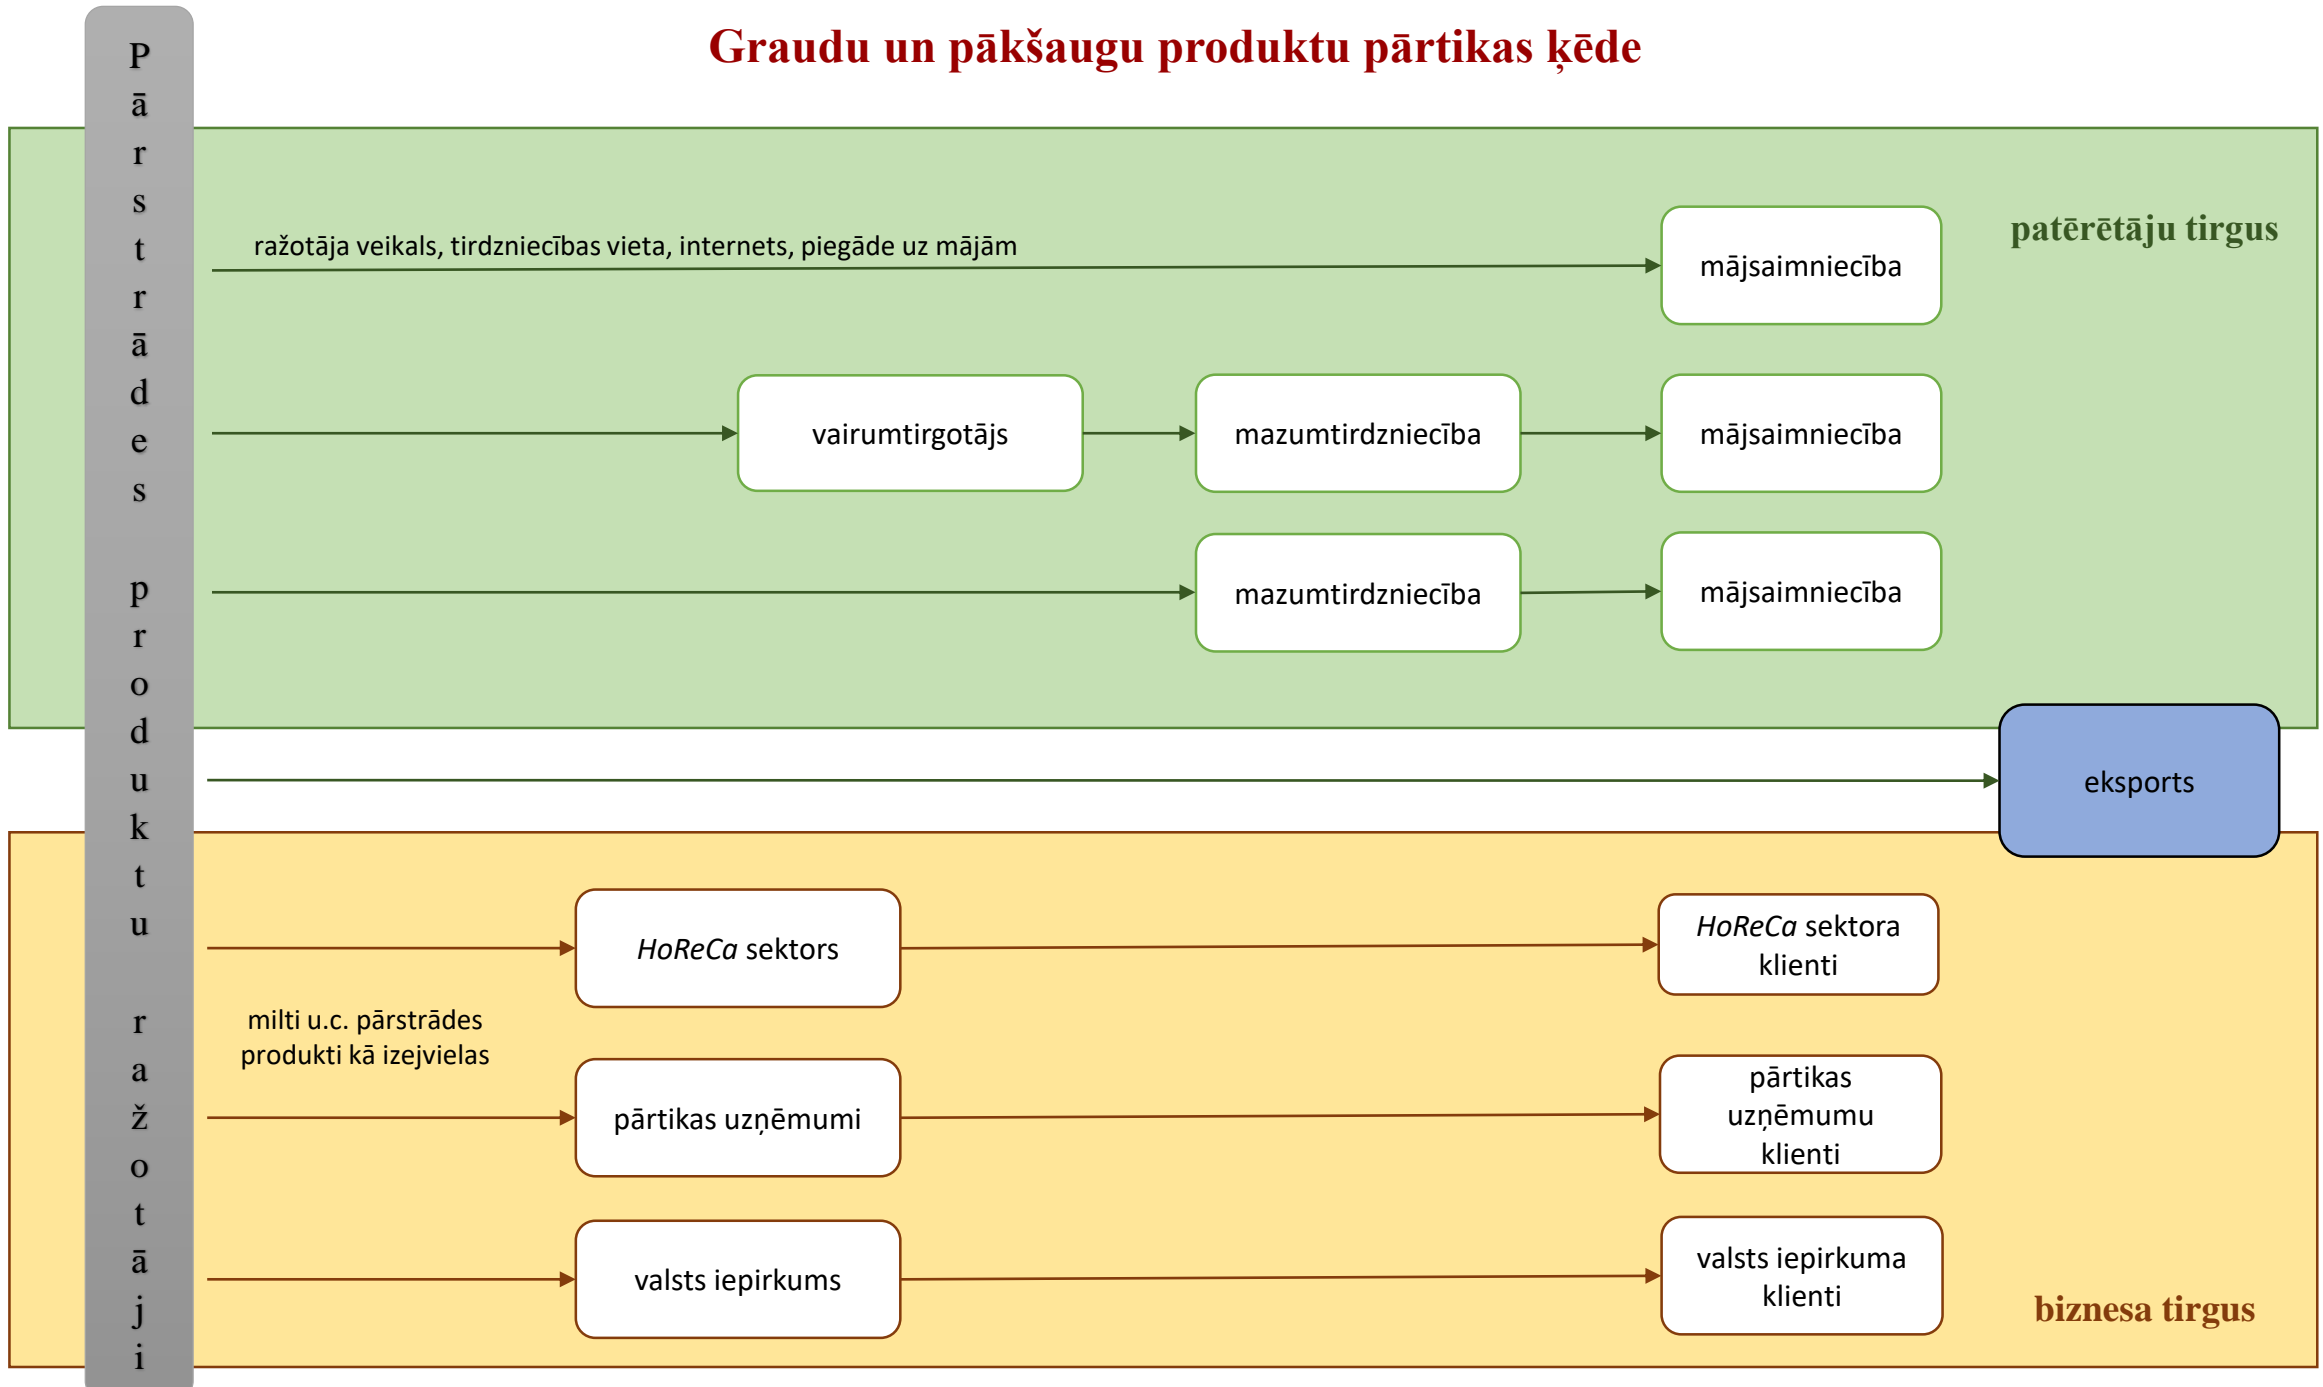 Graudu un pākšaugu produktu pārtikas ķēde
Pārstrādes produktu ražotāji
patērētāju tirgus
ražotāja veikals, tirdzniecības vieta, internets, piegāde uz mājām
mājsaimniecība
vairumtirgotājs
mazumtirdzniecība
mājsaimniecība
mazumtirdzniecība
mājsaimniecība
eksports
HoReCa sektors
HoReCa sektora
klienti
milti u.c. pārstrādes
produkti kā izejvielas
pārtikas uzņēmumi
pārtikas
uzņēmumu
klienti
valsts iepirkums
valsts iepirkuma
klienti
biznesa tirgus